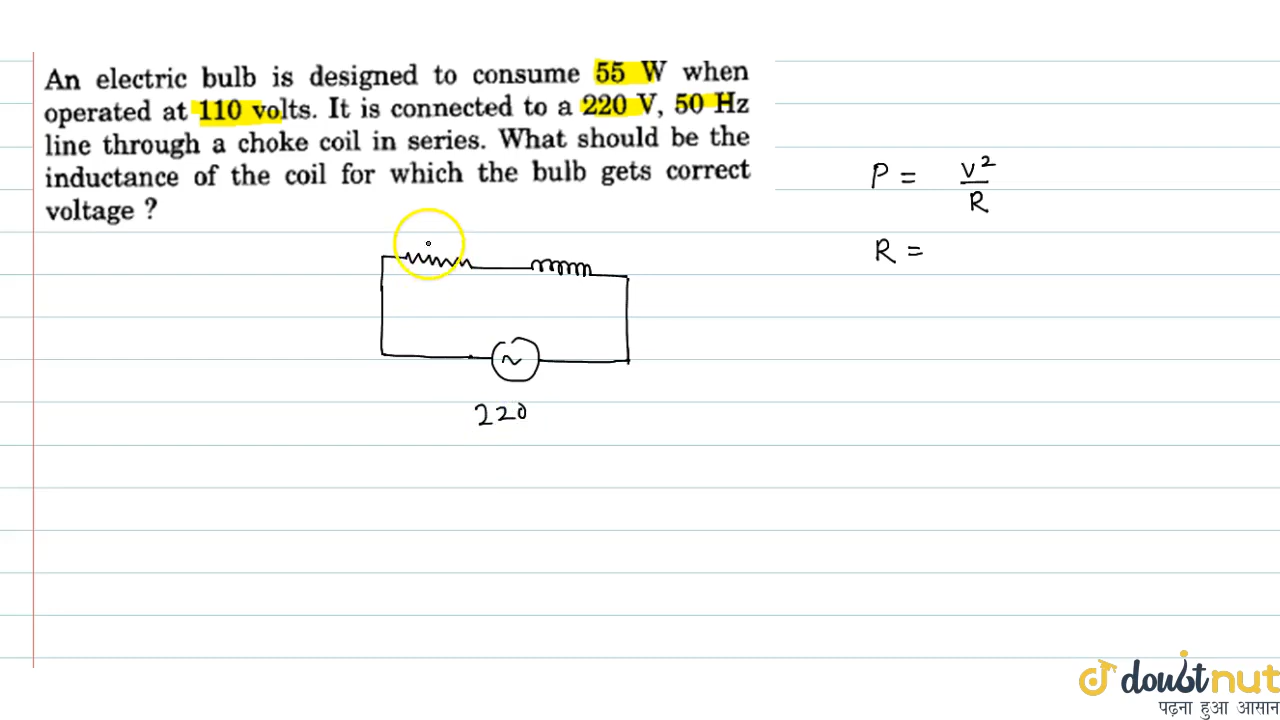 An electric bulb is designed to consume 55 W when
operated at 110 volts. It is connected to a 220 V, 50 Hz
line through a choke coil in series. What should be the
inductance of the coil for which the bulb gets correct
voltage ?
P = V²/R
R =
~
220
doubtnut
पढ़ना हुआ आसान